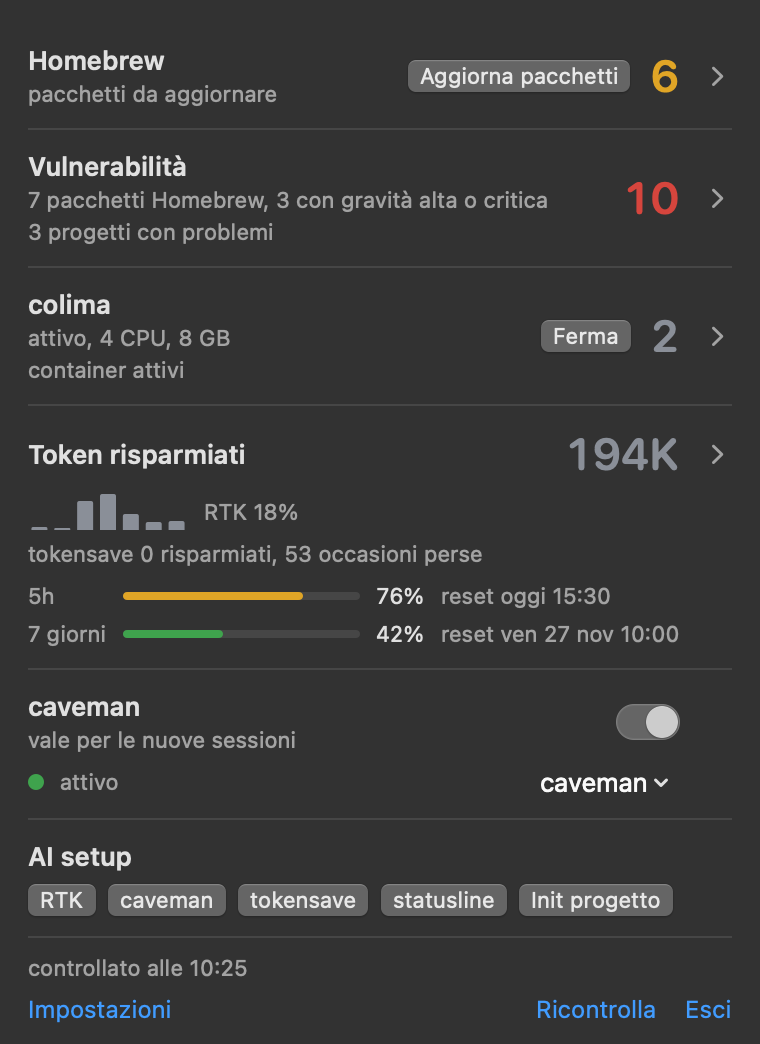 Homebrew
pacchetti da aggiornare
Aggiorna pacchetti
6
Vulnerabilità
7 pacchetti Homebrew, 3 con gravità alta o critica
3 progetti con problemi
10
colima
attivo, 4 CPU, 8 GB
container attivi
Ferma
2
Token risparmiati
194K
RTK 18%
tokensave 0 risparmiati, 53 occasioni perse
5h 76% reset oggi 15:30
7 giorni 42% reset ven 27 nov 10:00
caveman
vale per le nuove sessioni
attivo
caveman
AI setup
RTK caveman tokensave statusline Init progetto
controllato alle 10:25
Impostazioni Ricontrolla Esci